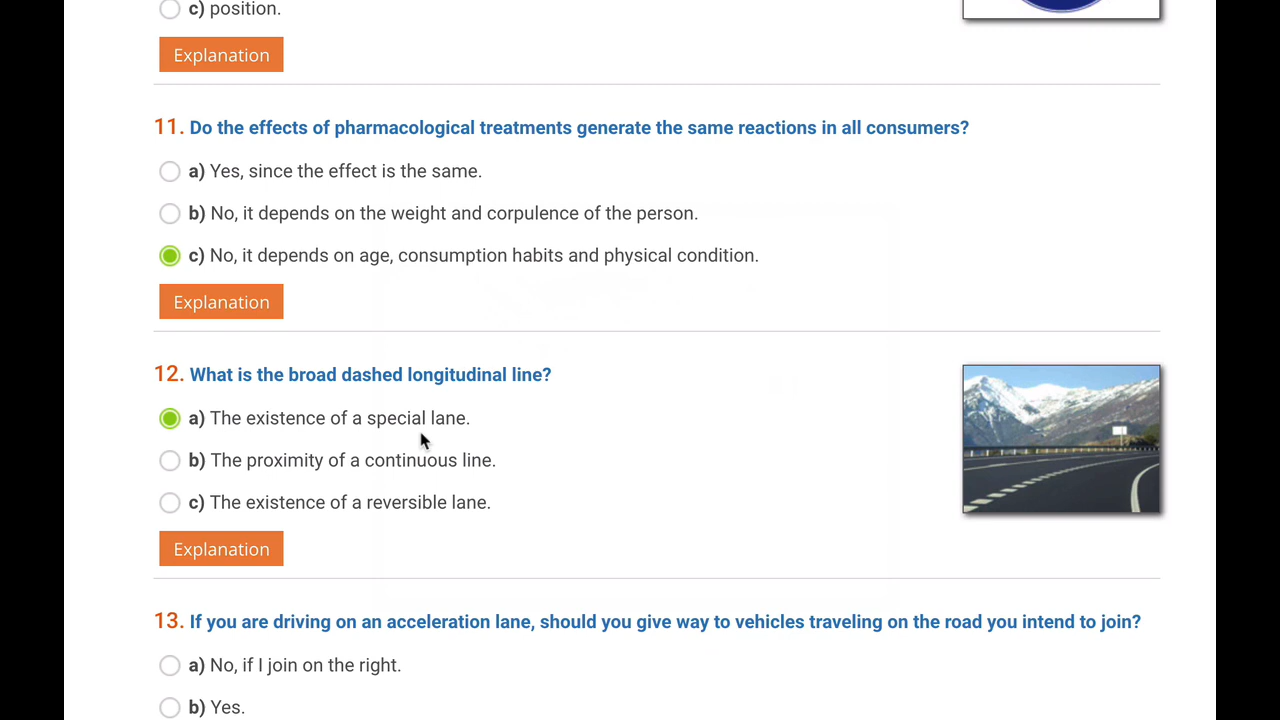 c) position.
Explanation
11. Do the effects of pharmacological treatments generate the same reactions in all consumers?
a) Yes, since the effect is the same.
b) No, it depends on the weight and corpulence of the person.
c) No, it depends on age, consumption habits and physical condition.
Explanation
12. What is the broad dashed longitudinal line?
a) The existence of a special lane.
b) The proximity of a continuous line.
c) The existence of a reversible lane.
Explanation
13. If you are driving on an acceleration lane, should you give way to vehicles traveling on the road you intend to join?
a) No, if I join on the right.
b) Yes.